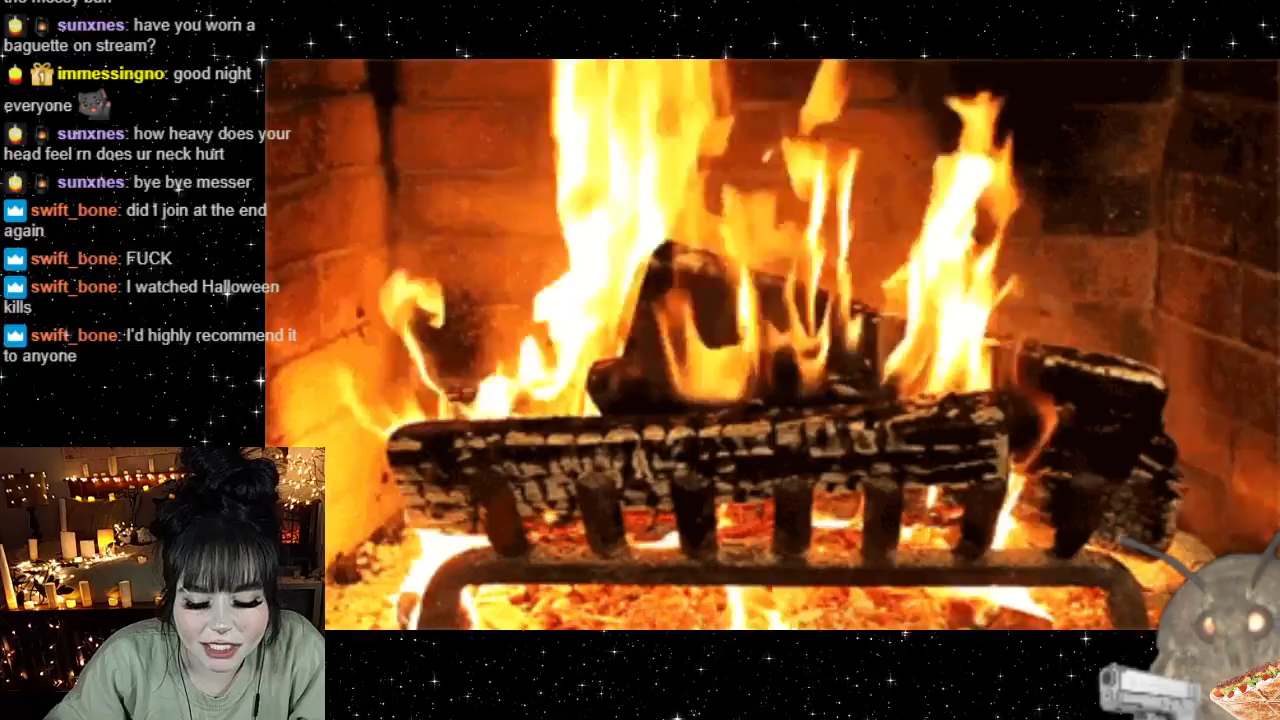 sunxnes: have you worn a
baguette on stream?
immessingno: good night
everyone
sunxnes: how heavy does your
head feel rn does ur neck hurt
sunxnes: bye bye messer
swift_bone: did I join at the end
again
swift_bone: FUCK
swift_bone: I watched Halloween
kills
swift_bone: I'd highly recommend it
to anyone